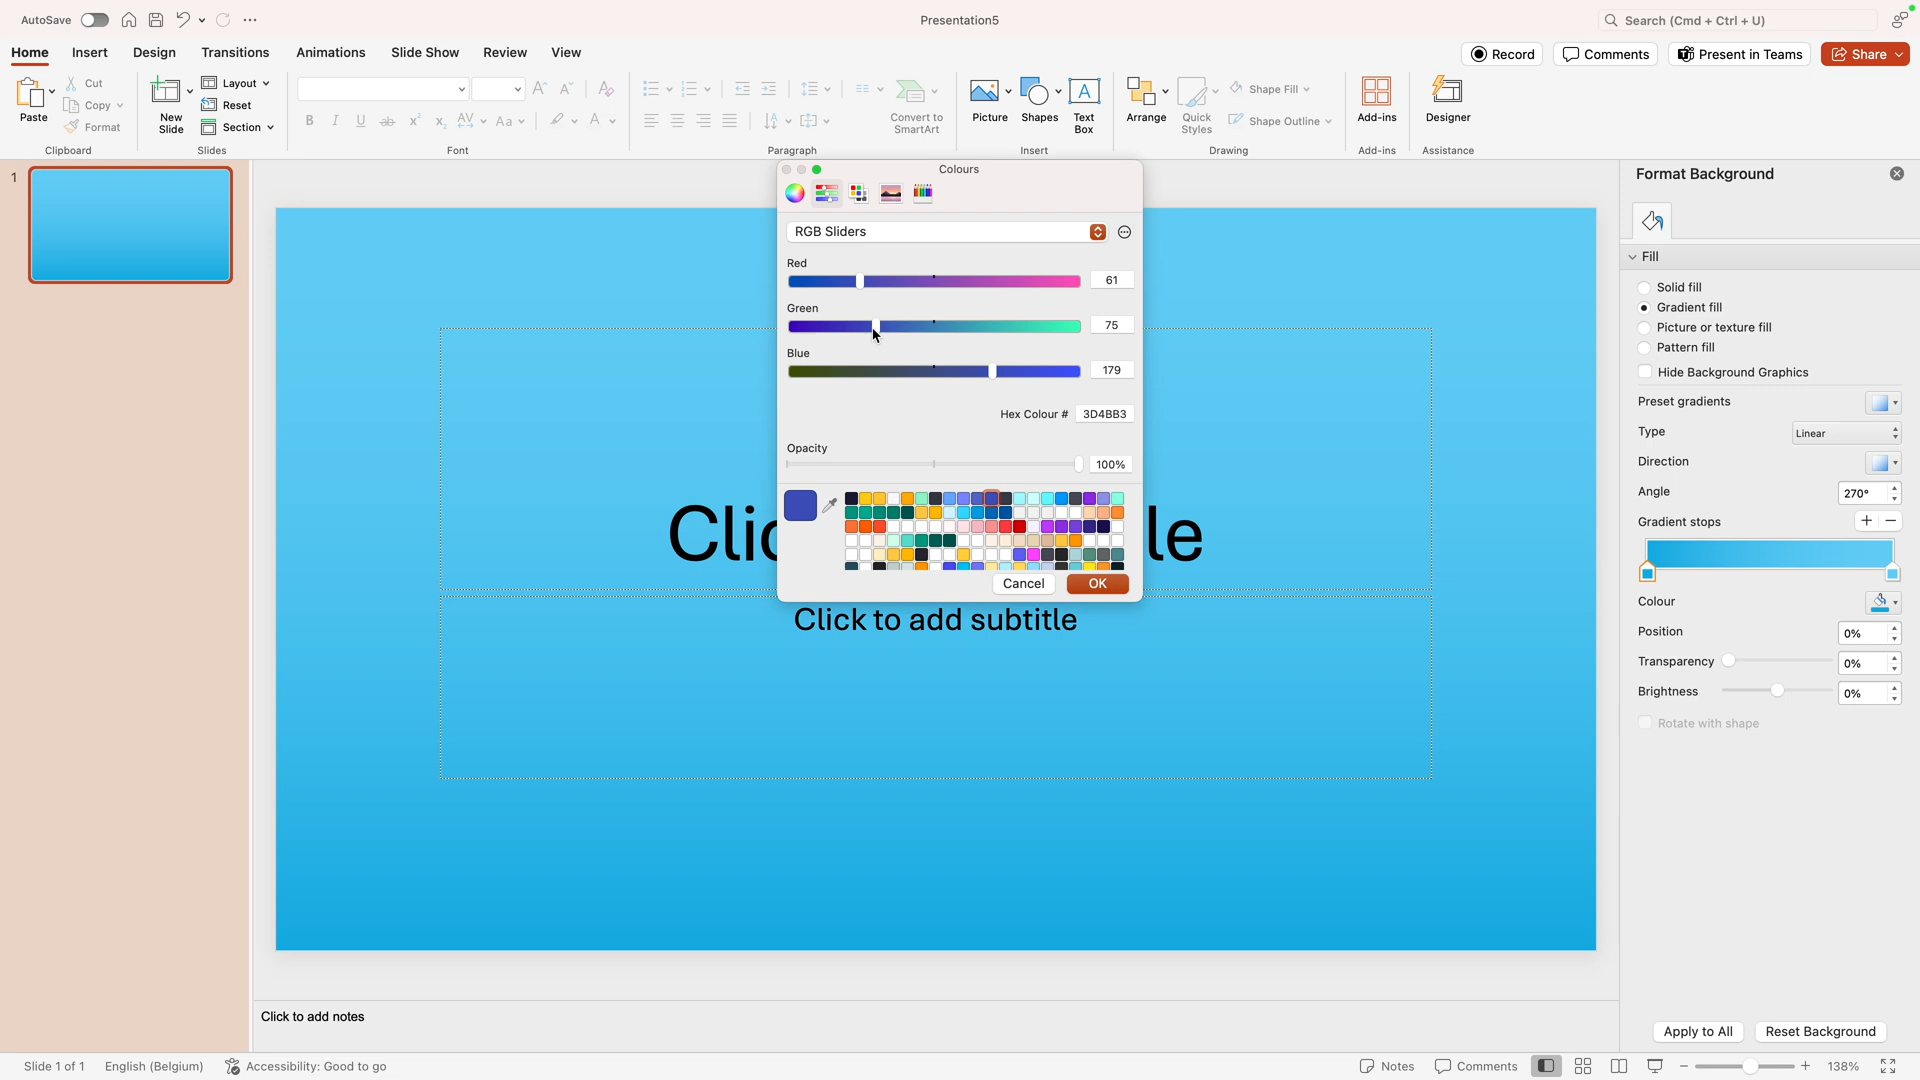 AutoSave
Presentation5
Search (Cmd + Ctrl + U)
Home Insert Design Transitions Animations Slide Show Review View
Record Comments Present in Teams Share
Paste
Cut
Copy
Format
Clipboard
New Slide
Layout
Reset
Section
Slides
B I U ab X² X₂ AV Aa A
Font
Paragraph
Convert to SmartArt
Picture Shapes Text Box
Insert
Arrange Quick Styles
Shape Fill
Shape Outline
Drawing
Add-ins
Add-ins
Designer
Assistance
1
Colours
RGB Sliders
Red
61
Green
75
Blue
179
Hex Colour # 3D4BB3
Opacity
100%
Cancel OK
Clic le
Click to add subtitle
Click to add notes
Format Background
Fill
Solid fill
Gradient fill
Picture or texture fill
Pattern fill
Hide Background Graphics
Preset gradients
Type Linear
Direction
Angle 270°
Gradient stops
Colour
Position 0%
Transparency 0%
Brightness 0%
Rotate with shape
Apply to All Reset Background
Slide 1 of 1 English (Belgium) Accessibility: Good to go
Notes Comments 138%